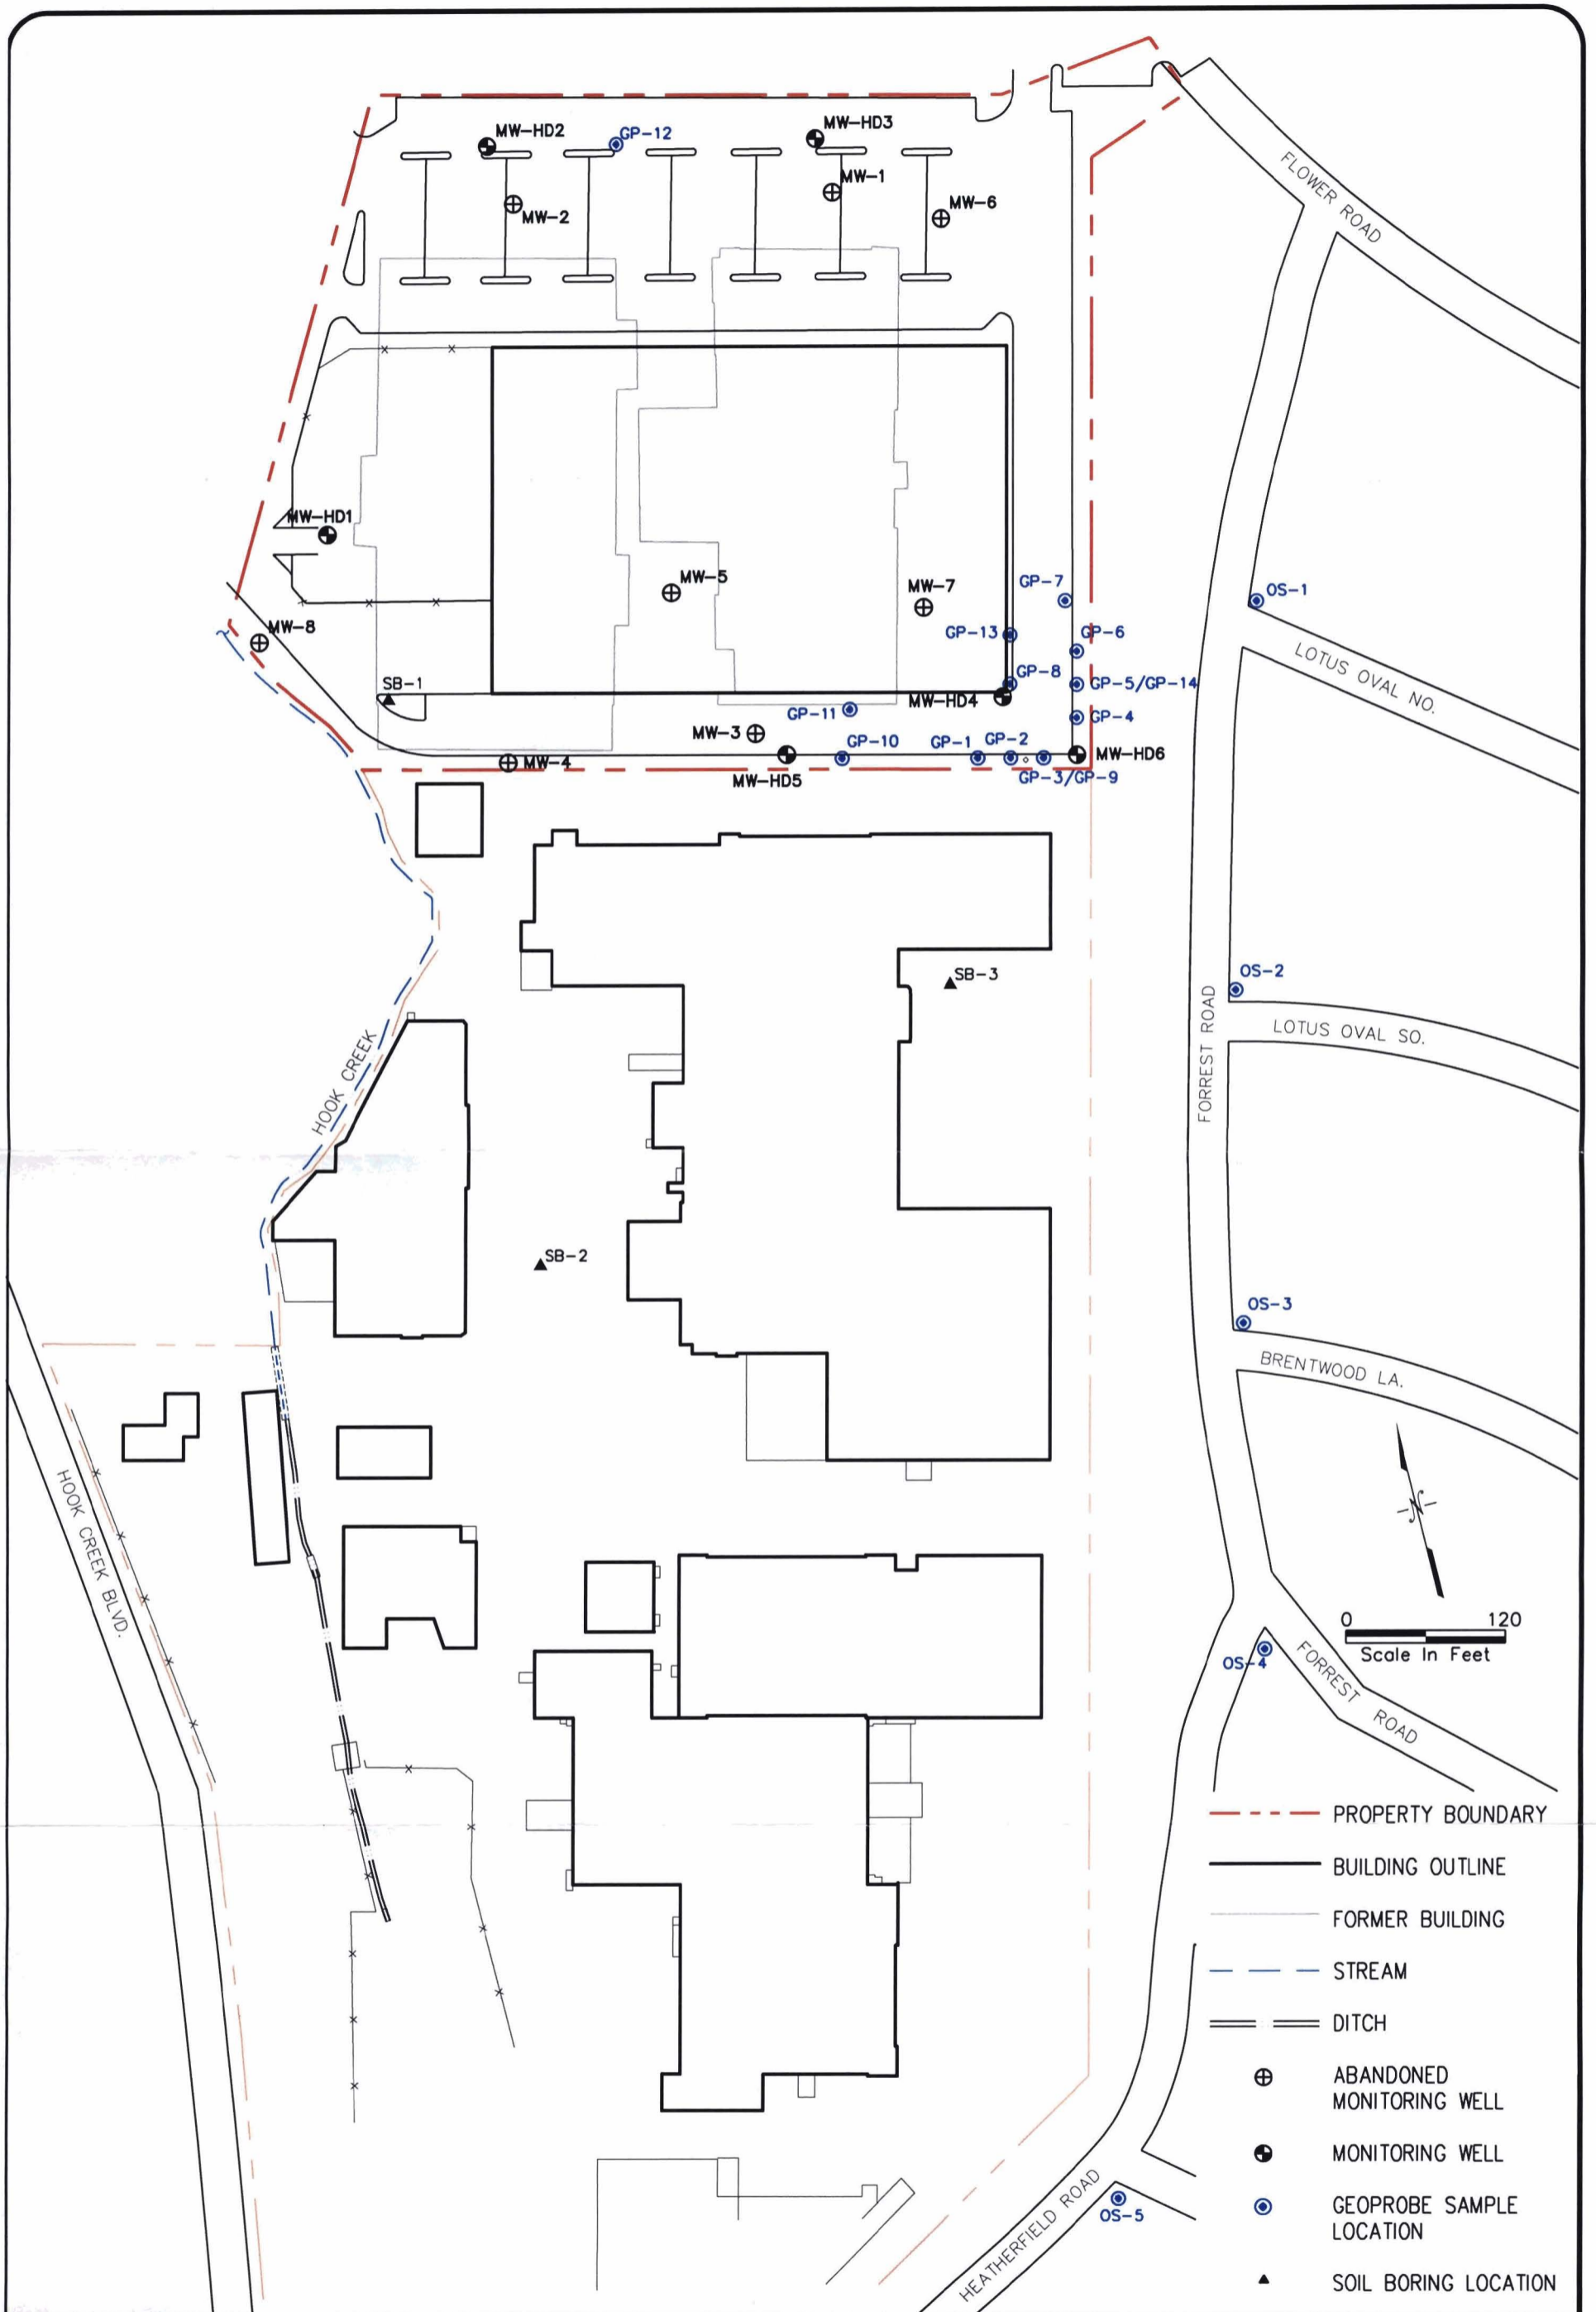 MW-HD2
GP-12
MW-HD3
MW-1
MW-2
MW-6
FLOWER ROAD
MW-HD1
MW-5
MW-7
GP-7
OS-1
MW-8
GP-13
GP-6
LOTUS OVAL NO.
SB-1
GP-8
GP-5/GP-14
MW-HD4
GP-11
GP-4
MW-3
GP-10
GP-1
GP-2
MW-HD6
MW-4
MW-HD5
GP-3/GP-9
SB-3
OS-2
FORREST ROAD
LOTUS OVAL SO.
HOOK CREEK
SB-2
OS-3
BRENTWOOD LA.
HOOK CREEK BLVD.
N
0 120
Scale In Feet
OS-4
FORREST
ROAD
PROPERTY BOUNDARY
BUILDING OUTLINE
FORMER BUILDING
STREAM
DITCH
ABANDONED
MONITORING WELL
MONITORING WELL
GEOPROBE SAMPLE
LOCATION
SOIL BORING LOCATION
HEATHERFIELD ROAD
OS-5